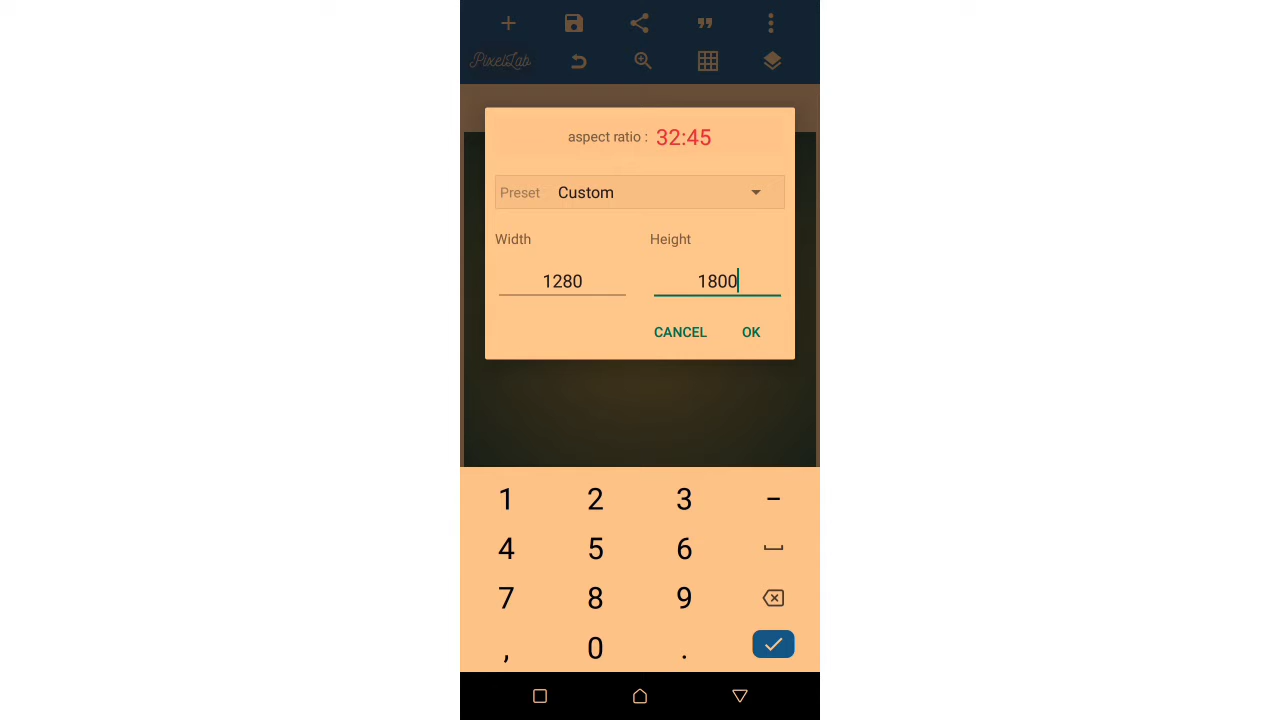 PixelLab
aspect ratio : 32:45
Preset Custom
Width Height
1280 1800
CANCEL OK
1 2 3 −
4 5 6
7 8 9
, 0 .